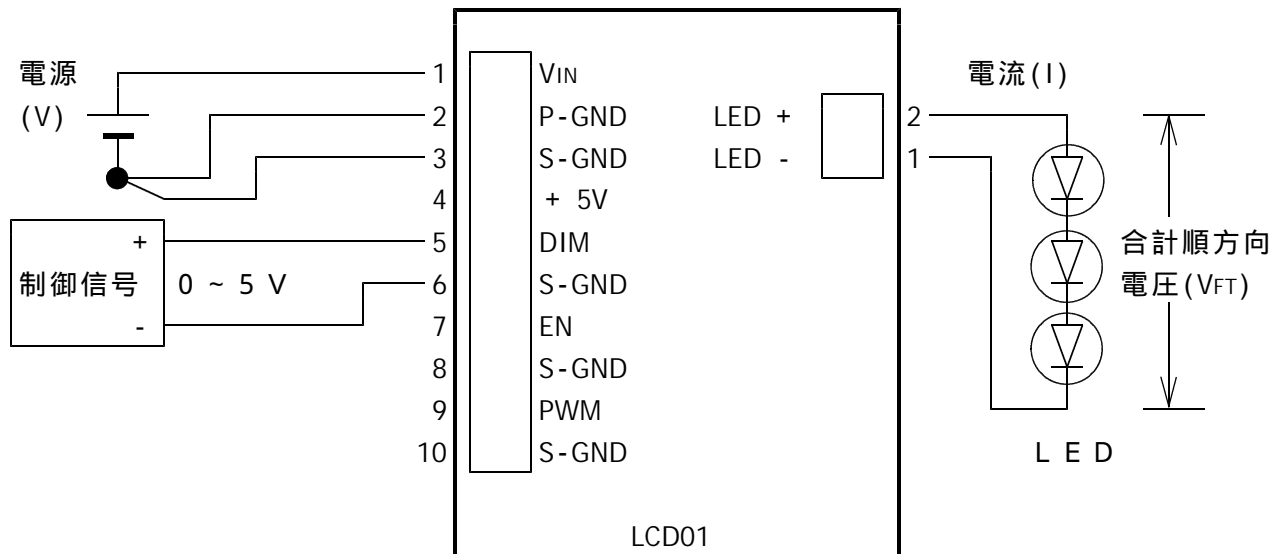 電源
(V)
1 VIN
2 P-GND
3 S-GND
4 + 5V
5 DIM
6 S-GND
7 EN
8 S-GND
9 PWM
10 S-GND
+
制御信号 0 ~ 5 V
-
LED + 2
LED - 1
LCD01
電流(I)
合計順方向
電圧(VFT)
LED